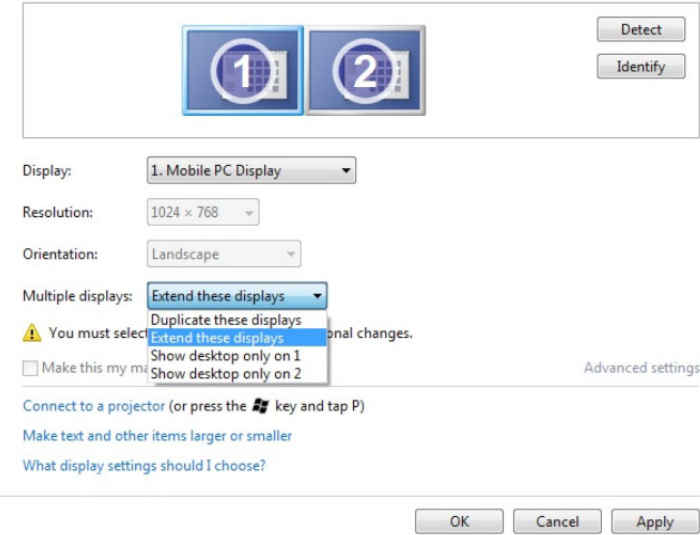 1
2
Detect
Identify
Display: 1. Mobile PC Display
Resolution: 1024 × 768
Orientation: Landscape
Multiple displays: Extend these displays
Duplicate these displays
Extend these displays
Show desktop only on 1
Show desktop only on 2
You must selec onal changes.
Make this my ma
Advanced settings
Connect to a projector (or press the key and tap P)
Make text and other items larger or smaller
What display settings should I choose?
OK Cancel Apply